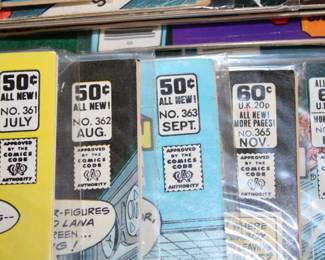 50¢
ALL NEW!
NO. 361
JULY
APPROVED
BY THE
COMICS
CODE
AUTHORITY
50¢
ALL NEW!
NO. 362
AUG.
APPROVED
BY THE
COMICS
CODE
AUTHORITY
R-FIGURES
LANA
REEN...
G!
50¢
ALL NEW!
NO. 363
SEPT.
APPROVED
BY THE
COMICS
CODE
AUTHORITY
60¢
U.K. 20p
ALL NEW!
MORE PAGES!
NO. 365
NOV.
APPROVED
BY THE
COMICS
CODE
AUTHORITY
HERE